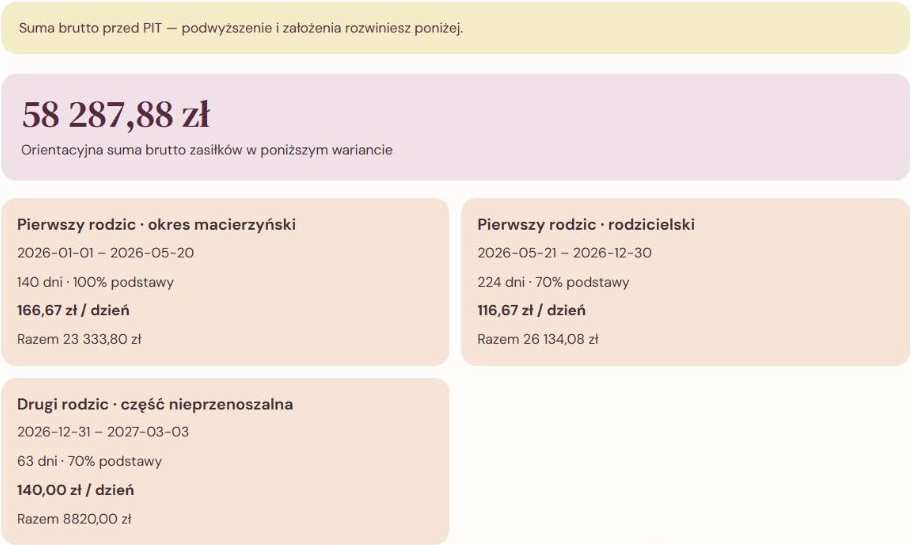 Suma brutto przed PIT — podwyższenie i założenia rozwiniesz poniżej.
58 287,88 zł
Orientacyjna suma brutto zasiłków w poniższym wariancie
Pierwszy rodzic · okres macierzyński
2026-01-01 – 2026-05-20
140 dni · 100% podstawy
166,67 zł / dzień
Razem 23 333,80 zł
Pierwszy rodzic · rodzicielski
2026-05-21 – 2026-12-30
224 dni · 70% podstawy
116,67 zł / dzień
Razem 26 134,08 zł
Drugi rodzic · część nieprzenoszalna
2026-12-31 – 2027-03-03
63 dni · 70% podstawy
140,00 zł / dzień
Razem 8820,00 zł